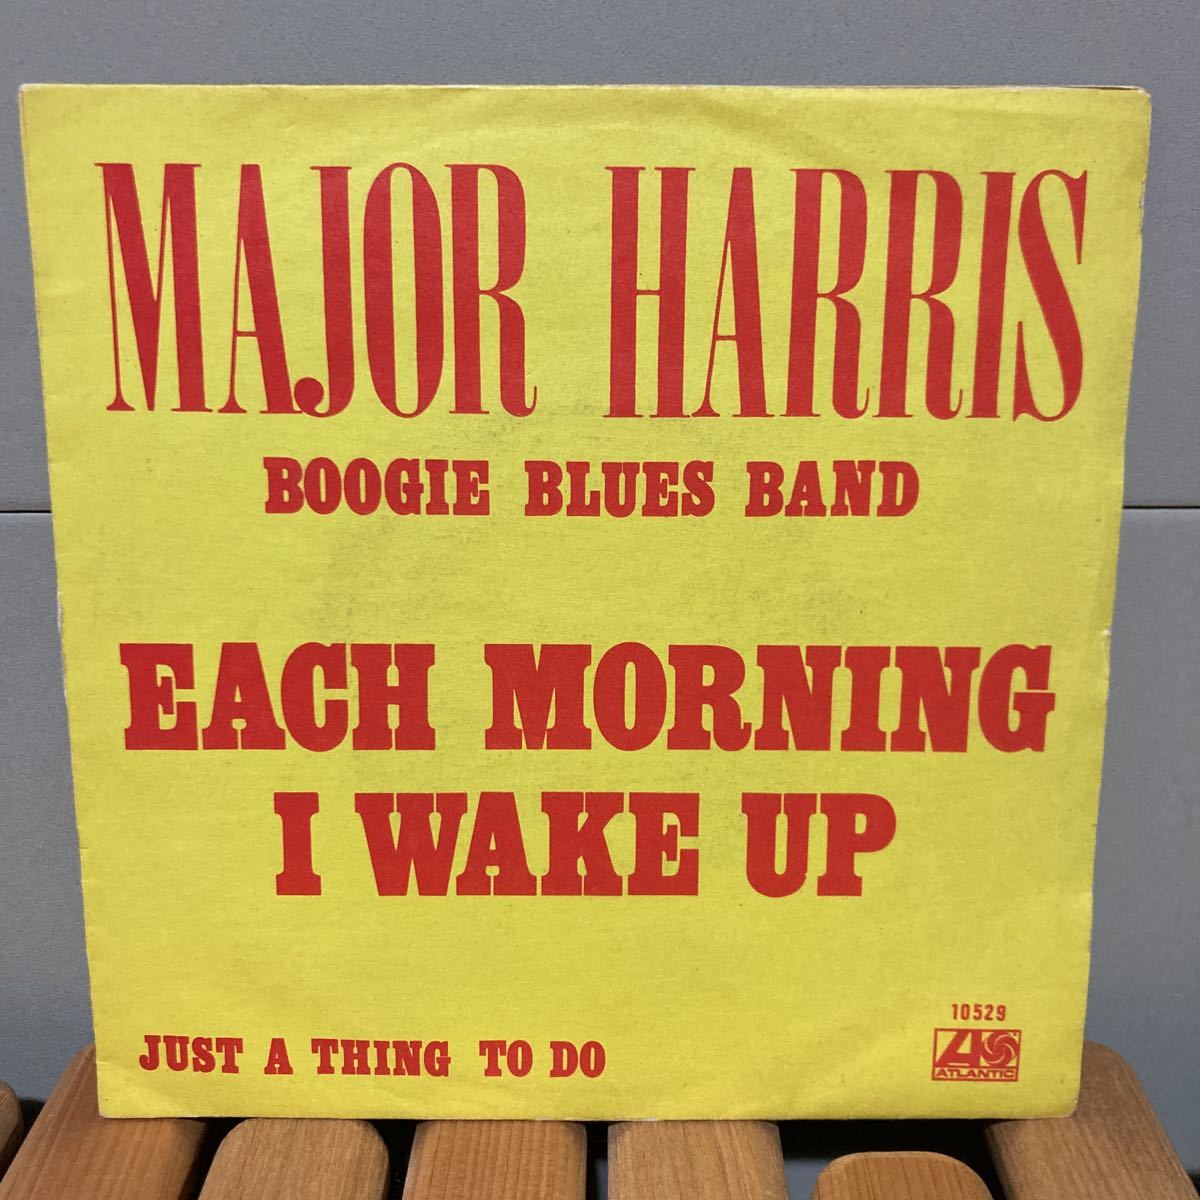 MAJOR HARRIS
BOOGIE BLUES BAND
EACH MORNING
I WAKE UP
JUST A THING TO DO
10529
ATLANTIC